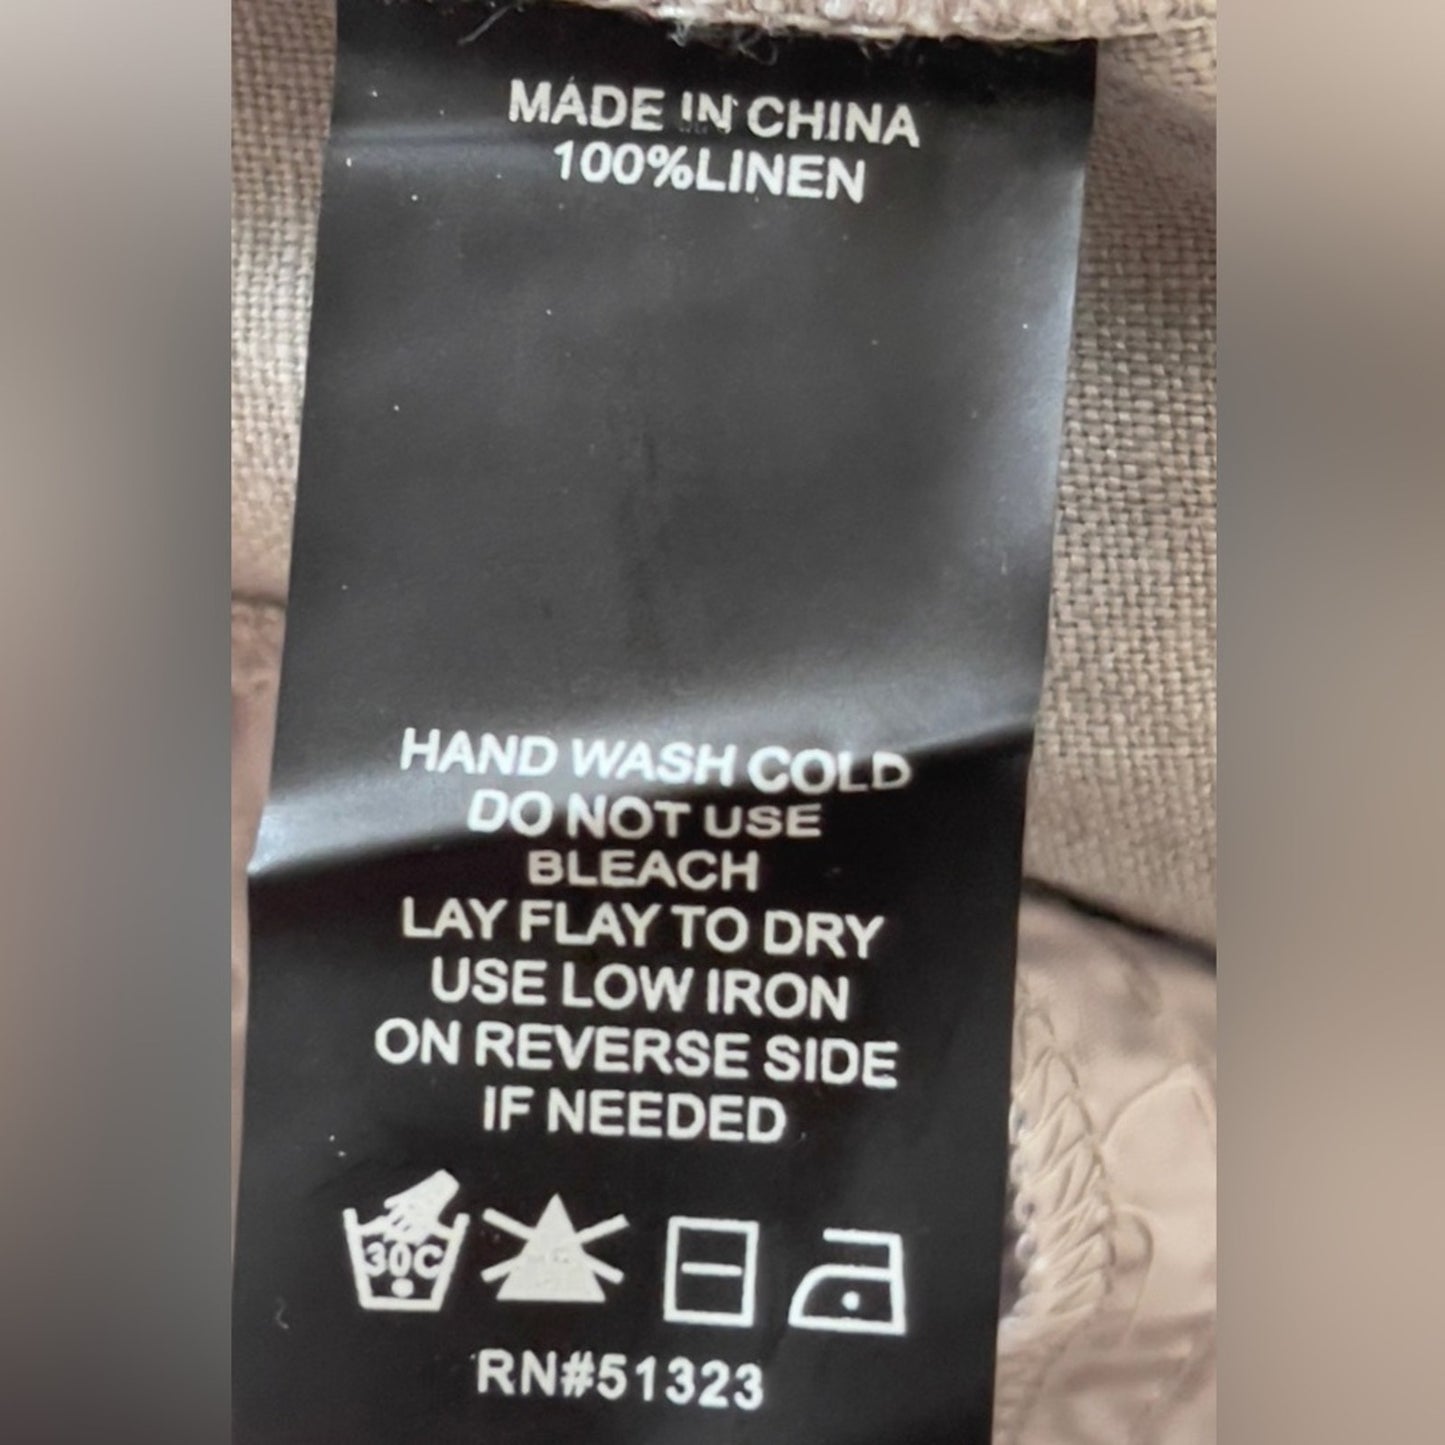 MADE IN CHINA
100%LINEN
HAND WASH COLD
DO NOT USE
BLEACH
LAY FLAY TO DRY
USE LOW IRON
ON REVERSE SIDE
IF NEEDED
30C
RN#51323